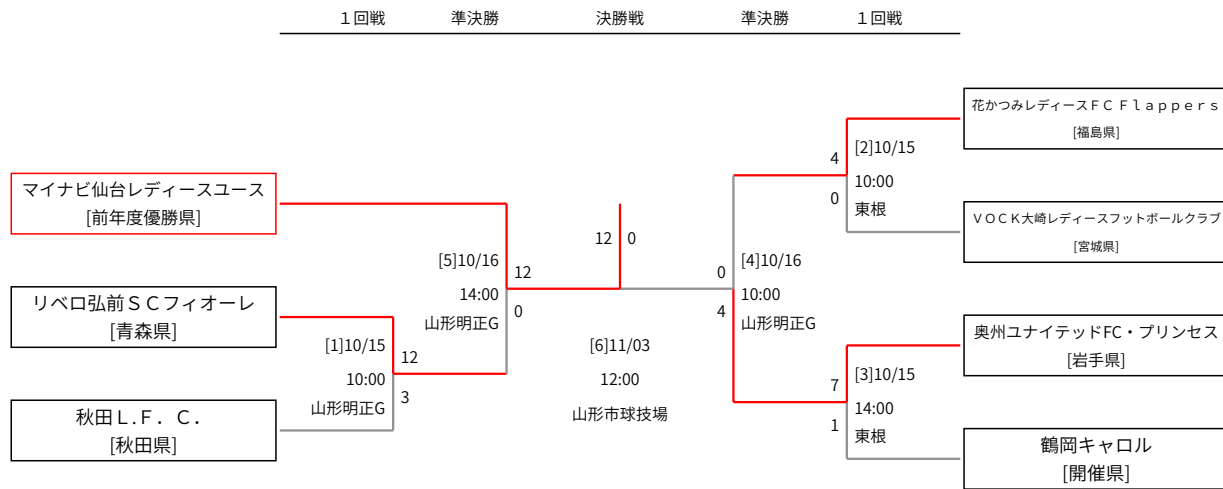 １回戦
準決勝
決勝戦
準決勝
１回戦
マイナビ仙台レディースユース
[前年度優勝県]
リベロ弘前ＳＣフィオーレ
[青森県]
秋田Ｌ.Ｆ．Ｃ．
[秋田県]
[1]10/15
10:00
山形明正G
12
3
[5]10/16
14:00
山形明正G
12
0
12
0
[6]11/03
12:00
山形市球技場
0
4
[4]10/16
10:00
山形明正G
4
0
[2]10/15
10:00
東根
7
1
[3]10/15
14:00
東根
花かつみレディースＦＣ Ｆｌａｐｐｅｒｓ
[福島県]
ＶＯＣＫ大崎レディースフットボールクラブ
[宮城県]
奥州ユナイテッドFC・プリンセス
[岩手県]
鶴岡キャロル
[開催県]